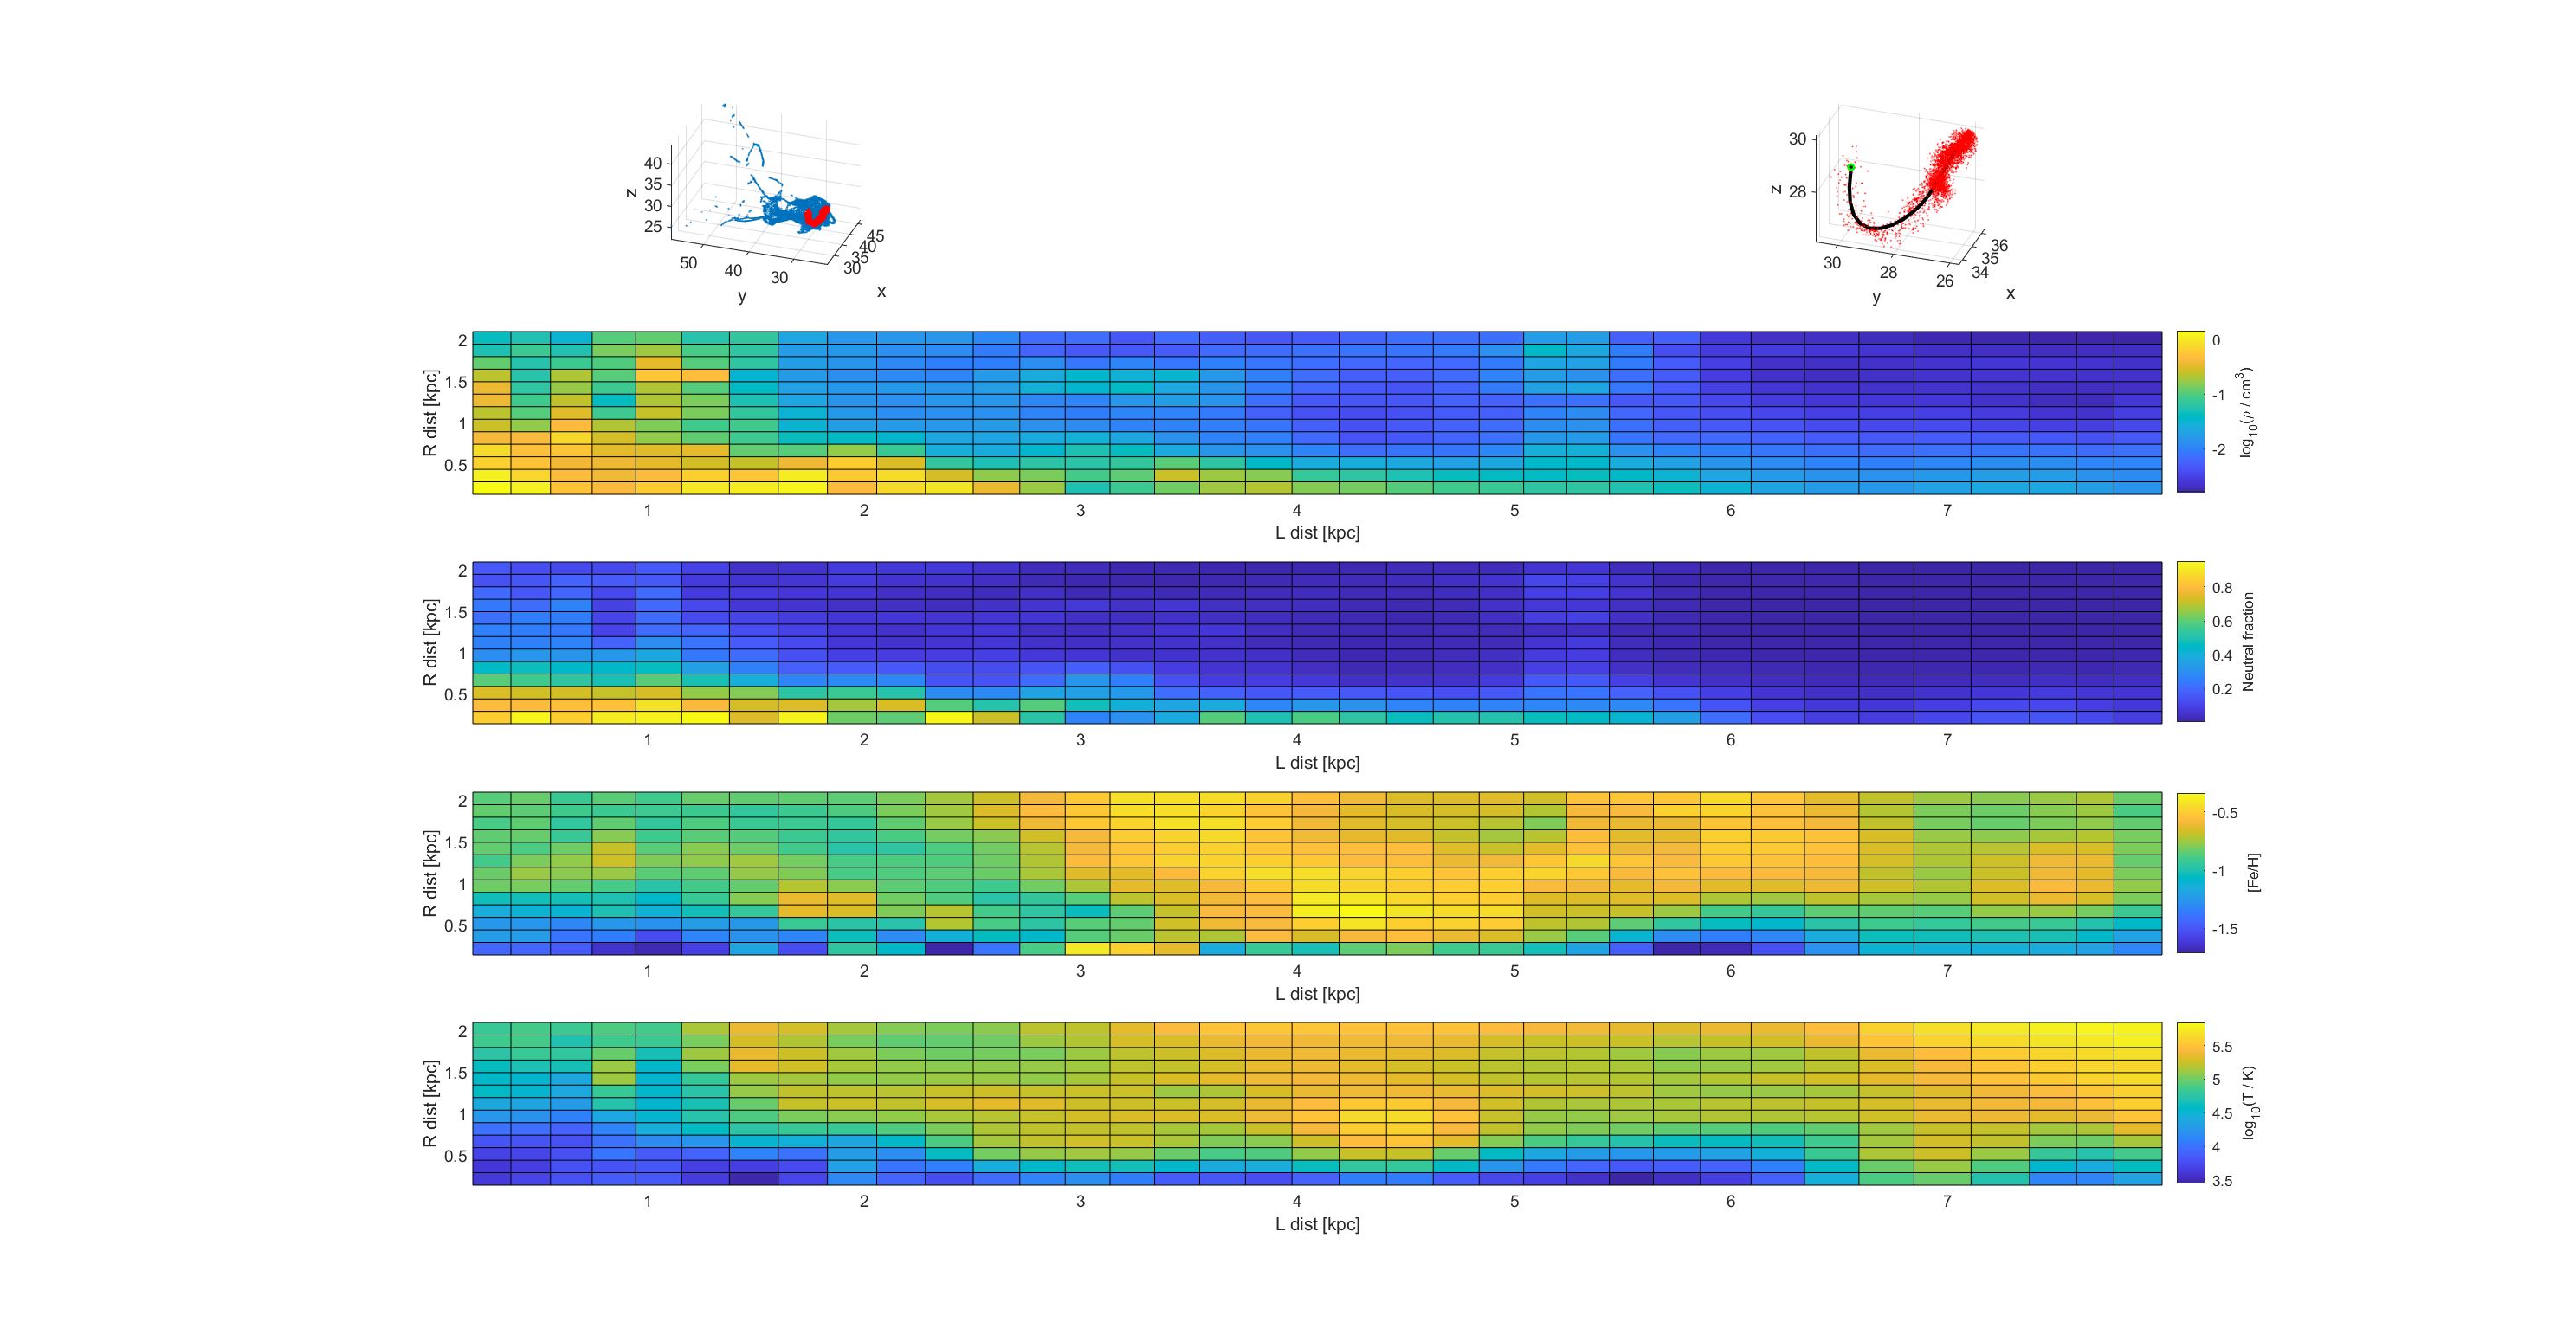 40
35
30
25
z
50
40
30
y
45
40
35
30
x
30
28
z
30
28
26
y
36
35
34
x
2
1.5
1
0.5
R dist [kpc]
1 2 3 4 5 6 7
L dist [kpc]
0
-1
-2
log10(ρ / cm3)
2
1.5
1
0.5
R dist [kpc]
1 2 3 4 5 6 7
L dist [kpc]
0.8
0.6
0.4
0.2
Neutral fraction
2
1.5
1
0.5
R dist [kpc]
1 2 3 4 5 6 7
L dist [kpc]
-0.5
-1
-1.5
[Fe/H]
2
1.5
1
0.5
R dist [kpc]
1 2 3 4 5 6 7
L dist [kpc]
5.5
5
4.5
4
3.5
log10(T / K)